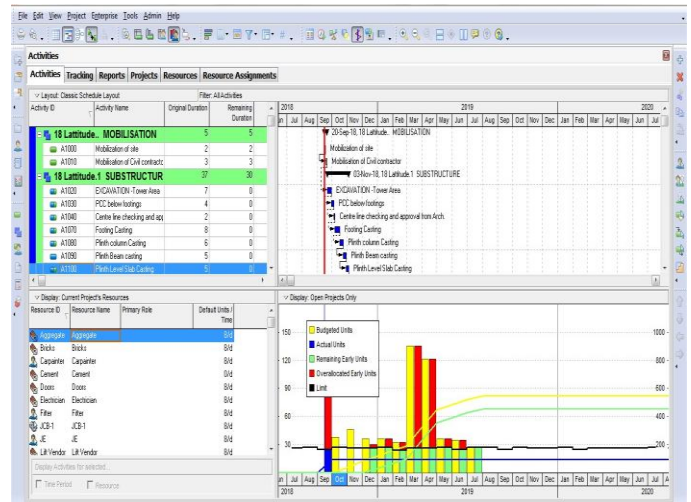 File Edit View Project Enterprise Tools Admin Help
Activities
Activities Tracking Reports Projects Resources Resource Assignments
Layout: Classic Schedule Layout Filter: All Activities
Activity ID Activity Name Original Duration Remaining Duration
18 Lattitude.. MOBILISATION 5 5
A1000 Mobilization of site 2 2
A1010 Mobilisation of Civil contractc 3 3
18 Lattitude.1 SUBSTRUCTUR 37 30
A1020 EXCAVATION -Tower Area 7 0
A1030 PCC below footings 4 0
A1040 Centre line checking and app 2 0
A1070 Footing Casting 8 0
A1080 Plinth column Casting 6 0
A1090 Plinth Beam casting 5 0
A1100 Plinth Level Slab Casting 5 0
2018 2019 2020
n Jul Aug Sep Oct Nov Dec Jan Feb Mar Apr May Jun Jul Aug Sep Oct Nov Dec Jan Feb Mar Apr May Jun Jul
20-Sep-18, 18 Lattitude.. MOBILISATION
Mobilization of site
Mobilisation of Civil contractor
03-Nov-18, 18 Lattitude.1 SUBSTRUCTURE
EXCAVATION -Tower Area
PCC below footings
Centre line checking and approval from Arch.
Footing Casting
Plinth column Casting
Plinth Beam casting
Plinth Level Slab Casting
Display: Current Project's Resources
Resource ID Resource Name Primary Role Default Units / Time
Aggregate Aggregate 8/d
Bricks Bricks 8/d
Carpainter Carpainter 8/d
Cement Cement 8/d
Doors Doors 8/d
Electrician Electrician 8/d
Fitter Fitter 8/d
JCB-1 JCB-1 8/d
JE JE 8/d
Lift Vendor Lift Vendor 8/d
Display Activities for selected...
Time Period Resource
Display: Open Projects Only
Budgeted Units
Actual Units
Remaining Early Units
Overallocated Early Units
Limit
150
120
90
60
30
1000
800
600
400
200
n Jul Aug Sep Oct Nov Dec Jan Feb Mar Apr May Jun Jul Aug Sep Oct Nov Dec Jan Feb Mar Apr May Jun Jul A
2018 2019 2020